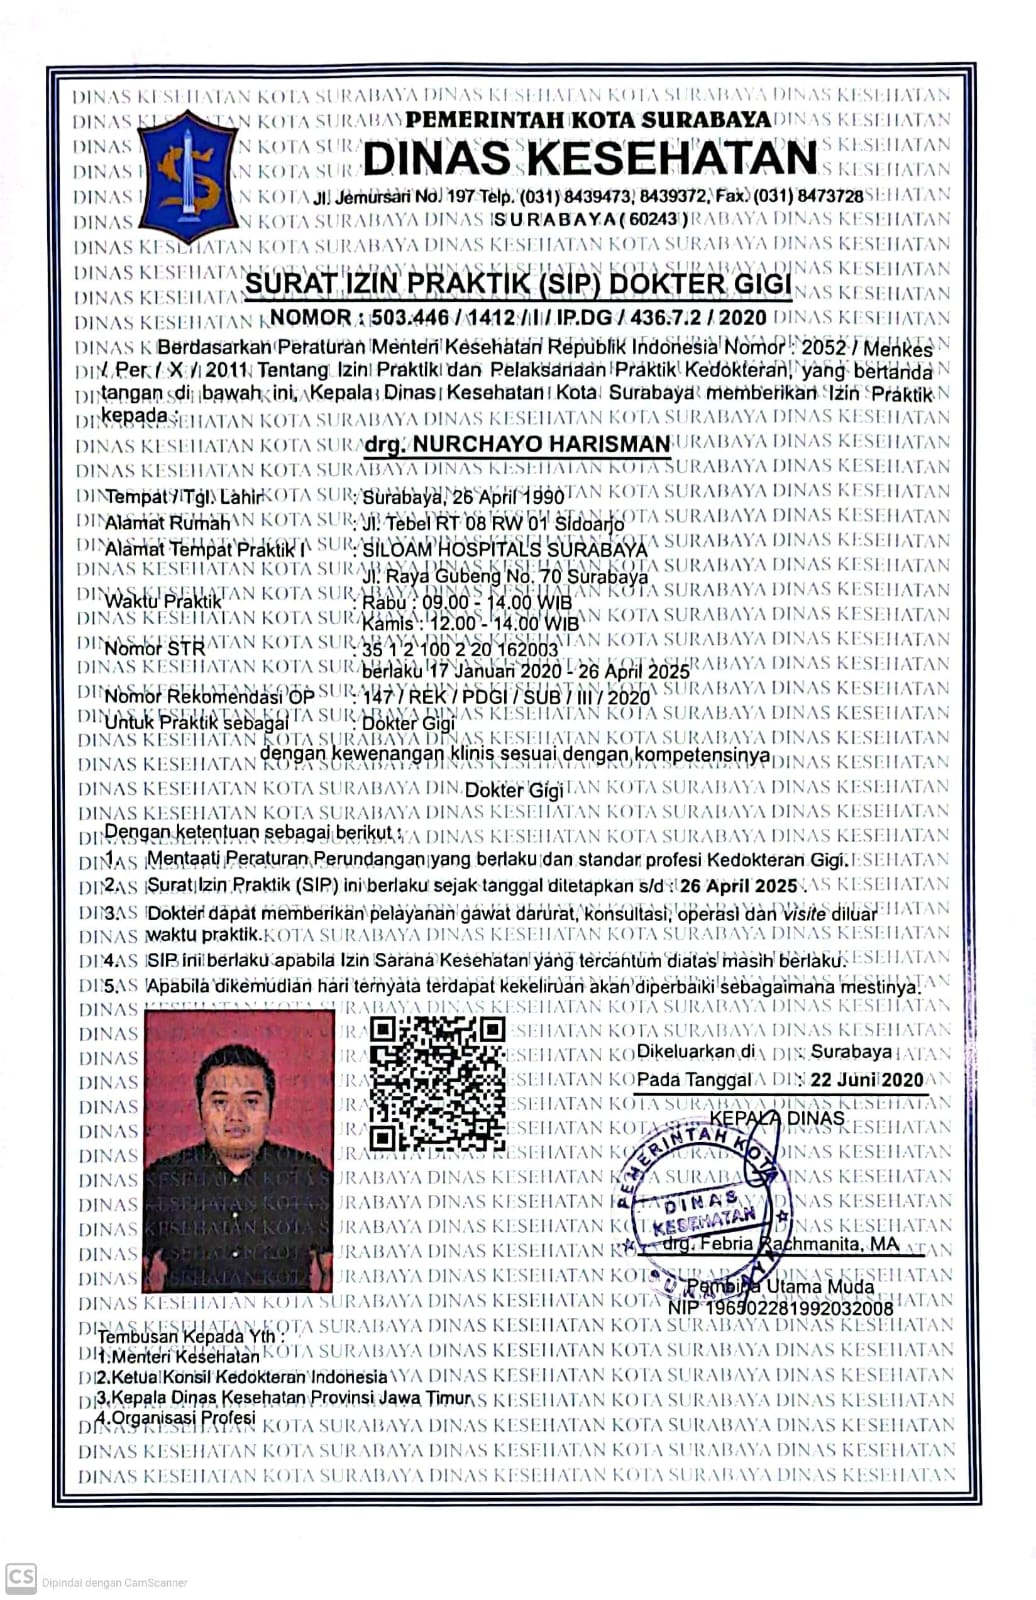 PEMERINTAH KOTA SURABAYA
DINAS KESEHATAN
Jl. Jemursari No. 197 Telp. (031) 8439473, 8439372, Fax. (031) 8473728
SURABAYA ( 60243 )
SURAT IZIN PRAKTIK (SIP) DOKTER GIGI
NOMOR : 503.446 / 1412 / I / IP.DG / 436.7.2 / 2020
Berdasarkan Peraturan Menteri Kesehatan Republik Indonesia Nomor : 2052 / Menkes
/ Per / X / 2011 Tentang Izin Praktik dan Pelaksanaan Praktik Kedokteran, yang bertanda
tangan di bawah ini, Kepala Dinas Kesehatan Kota Surabaya memberikan Izin Praktik
kepada :
drg. NURCHAYO HARISMAN
Tempat / Tgl. Lahir : Surabaya, 26 April 1990
Alamat Rumah : Jl. Tebel RT 08 RW 01 Sidoarjo
Alamat Tempat Praktik I : SILOAM HOSPITALS SURABAYA
Jl. Raya Gubeng No. 70 Surabaya
Waktu Praktik : Rabu : 09.00 - 14.00 WIB
Kamis : 12.00 - 14.00 WIB
Nomor STR : 35 1 2 100 2 20 162003
berlaku 17 Januari 2020 - 26 April 2025
Nomor Rekomendasi OP : 147 / REK / PDGI / SUB / III / 2020
Untuk Praktik sebagai : Dokter Gigi
dengan kewenangan klinis sesuai dengan kompetensinya
Dokter Gigi
Dengan ketentuan sebagai berikut :
1. Mentaati Peraturan Perundangan yang berlaku dan standar profesi Kedokteran Gigi.
2. Surat Izin Praktik (SIP) ini berlaku sejak tanggal ditetapkan s/d : 26 April 2025 .
3. Dokter dapat memberikan pelayanan gawat darurat, konsultasi, operasi dan visite diluar
waktu praktik.
4. SIP ini berlaku apabila Izin Sarana Kesehatan yang tercantum diatas masih berlaku.
5. Apabila dikemudian hari ternyata terdapat kekeliruan akan diperbaiki sebagaimana mestinya.
Dikeluarkan di : Surabaya
Pada Tanggal : 22 Juni 2020
KEPALA DINAS
PEMERINTAH KOTA
DINAS
KESEHATAN
SURABAYA
drg. Febria Rachmanita, MA
Pembina Utama Muda
NIP 196502281992032008
Tembusan Kepada Yth :
1.Menteri Kesehatan
2.Ketua Konsil Kedokteran Indonesia
3.Kepala Dinas Kesehatan Provinsi Jawa Timur
4.Organisasi Profesi
CS Dipindai dengan CamScanner